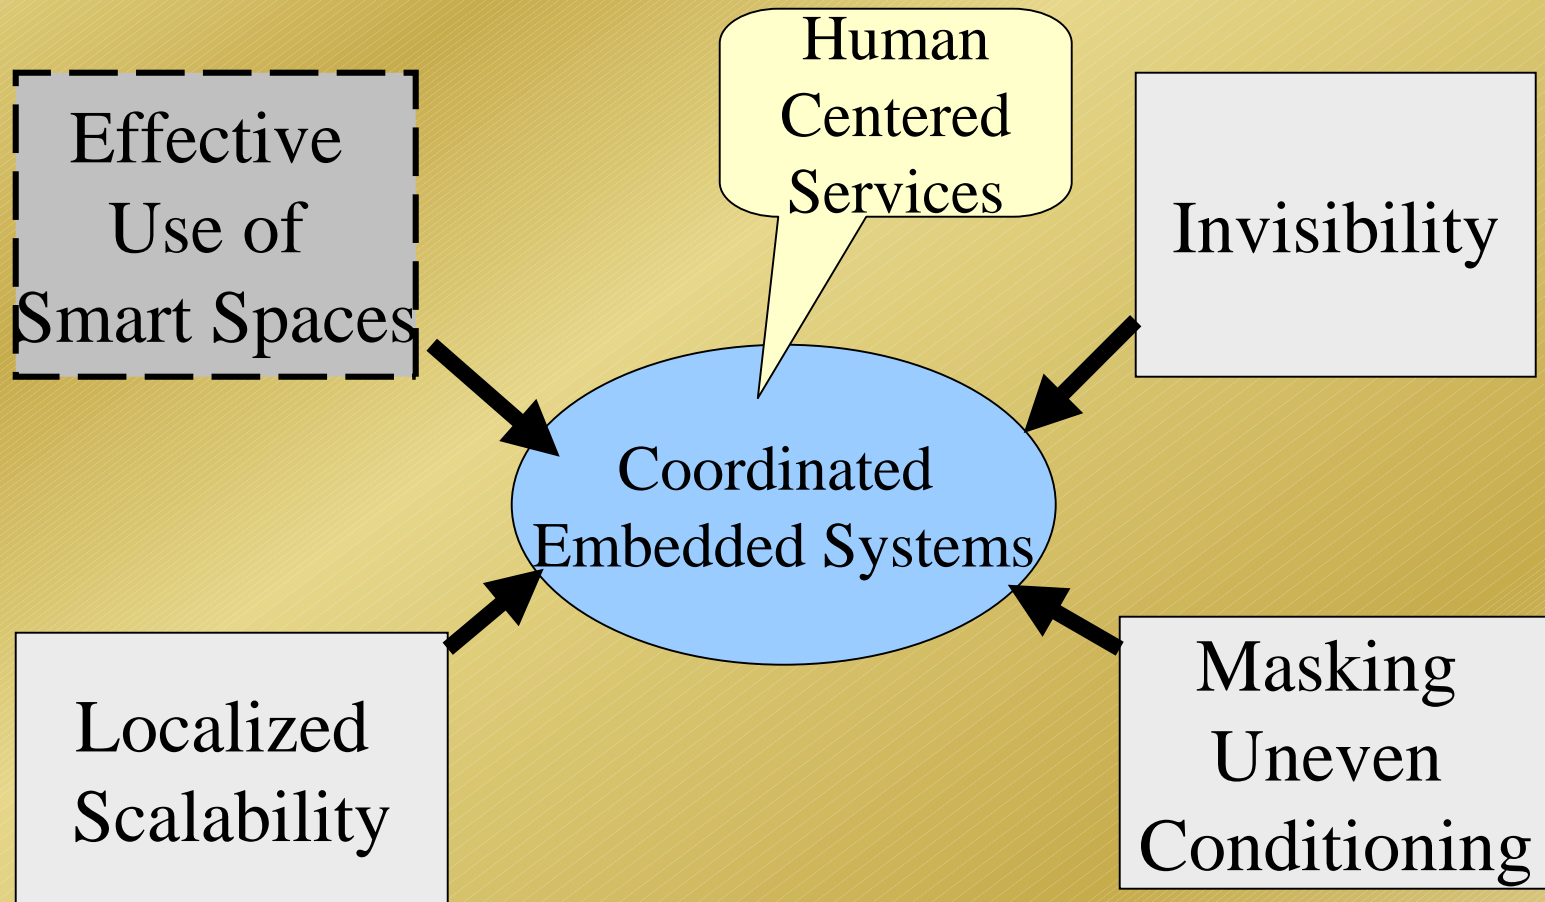 Effective
Use of
Smart Spaces
Human
Centered
Services
Invisibility
Coordinated
Embedded Systems
Localized
Scalability
Masking
Uneven
Conditioning